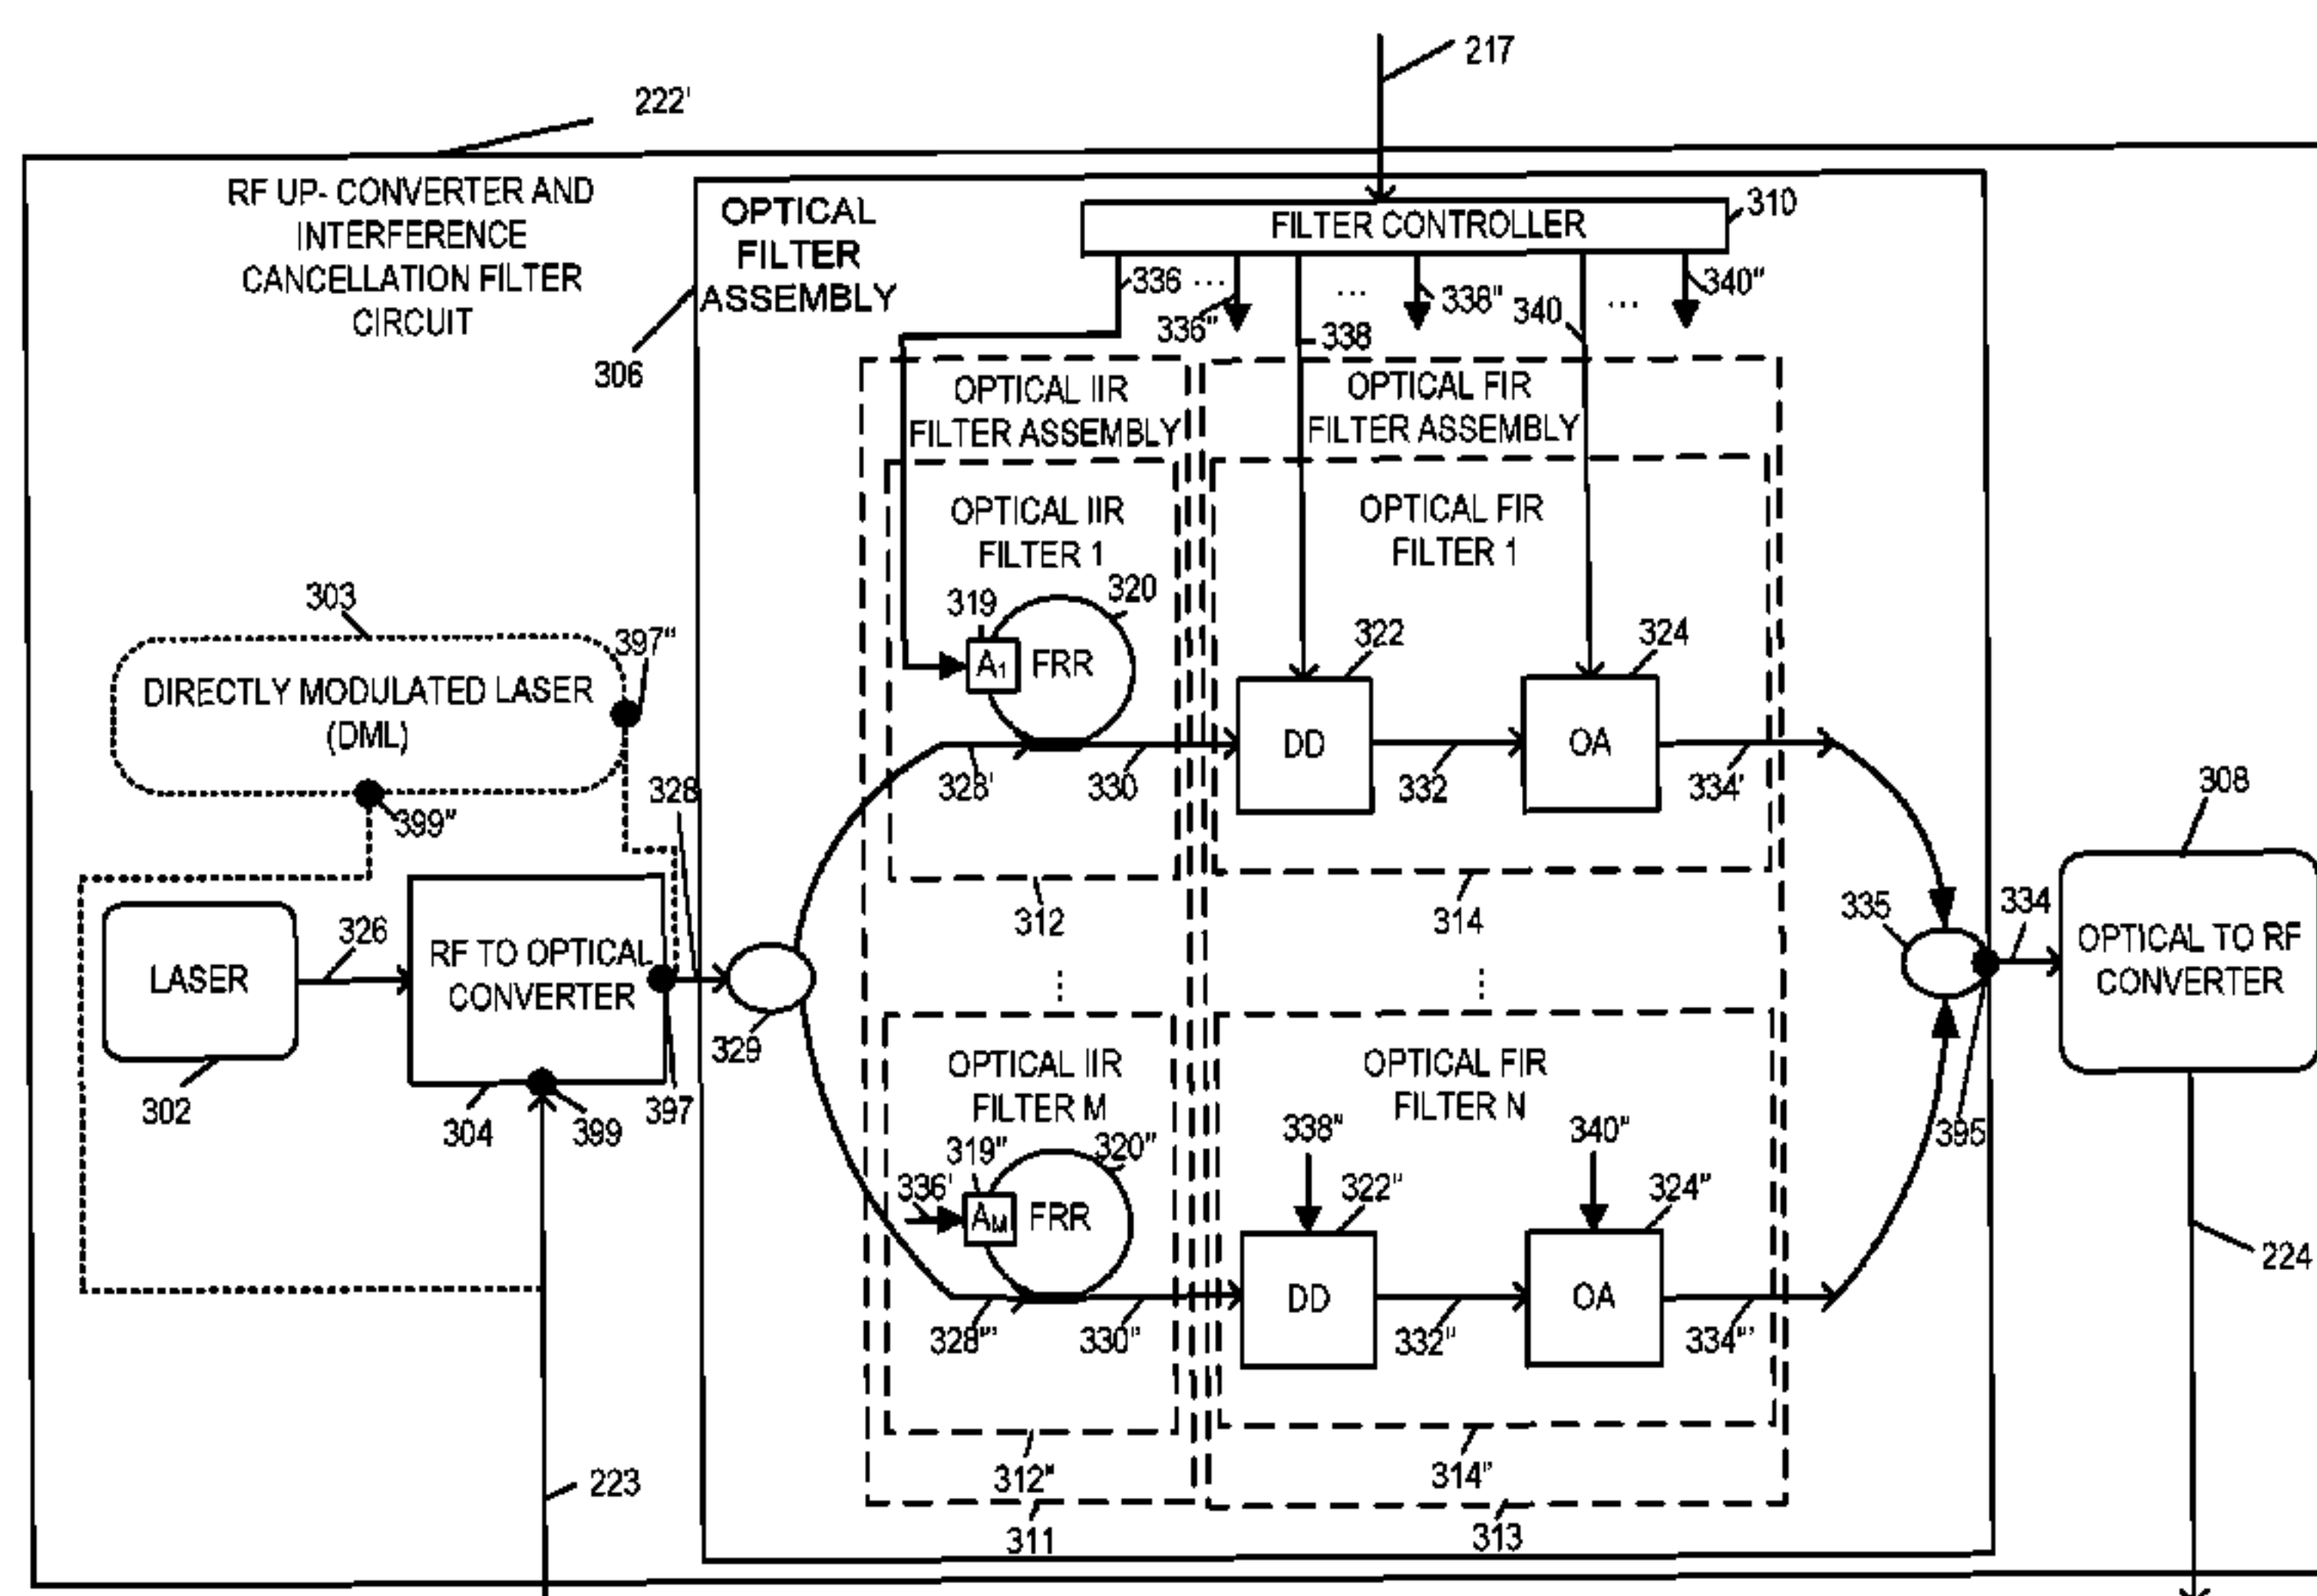 217
222'
RF UP- CONVERTER AND
INTERFERENCE
CANCELLATION FILTER
CIRCUIT
OPTICAL
FILTER
ASSEMBLY
306
FILTER CONTROLLER
310
336
...
336"
338
...
338"
340
...
340"
OPTICAL IIR
FILTER ASSEMBLY
OPTICAL FIR
FILTER ASSEMBLY
OPTICAL IIR
FILTER 1
OPTICAL FIR
FILTER 1
319
320
A1
FRR
322
324
DD
OA
328'
330
332
334'
312
314
303
DIRECTLY MODULATED LASER
(DML)
397"
399"
328
LASER
326
RF TO OPTICAL
CONVERTER
302
304
399
397
329
335
334
308
OPTICAL TO RF
CONVERTER
395
224
...
...
OPTICAL IIR
FILTER M
OPTICAL FIR
FILTER N
319"
320"
336'
AM
FRR
338"
340"
322"
324"
DD
OA
328"'
330"
332"
334"'
312"
314"
311
313
223